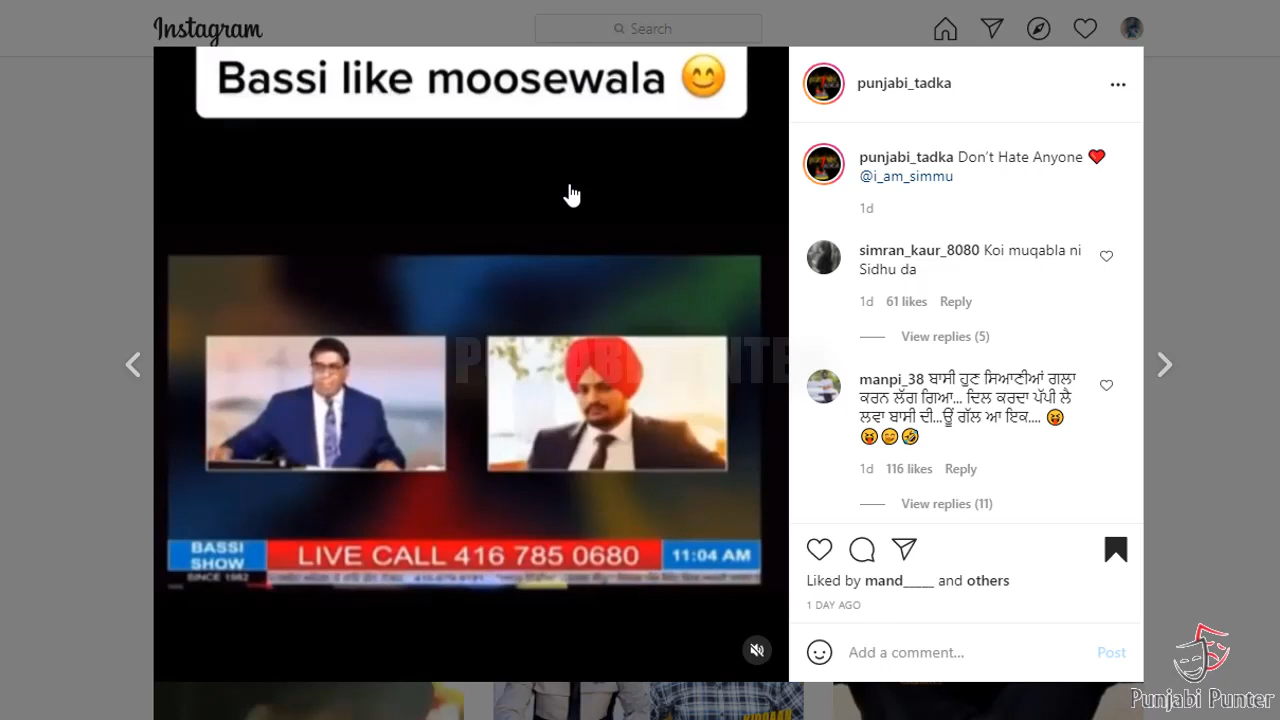 Instagram
Search
Bassi like moosewala 😊
PUNJABI PUNTER
BASSI
SHOW
SINCE 1982
LIVE CALL 416 785 0680
11:04 AM
punjabi_tadka
punjabi_tadka Don't Hate Anyone ❤️
@i_am_simmu
1d
simran_kaur_8080 Koi muqabla ni
Sidhu da
1d 61 likes Reply
View replies (5)
manpi_38 ਬਾਸੀ ਹੁਣ ਸਿਆਣੀਆਂ ਗਲਾ
ਕਰਨ ਲੱਗ ਗਿਆ... ਦਿਲ ਕਰਦਾ ਪੱਪੀ ਲੈ
ਲਵਾ ਬਾਸੀ ਦੀ...ਊਂ ਗੱਲ ਆ ਇਕ.... 😝
😝😊🤣
1d 116 likes Reply
View replies (11)
Liked by mand_____ and others
1 DAY AGO
Add a comment... Post
Punjabi Punter